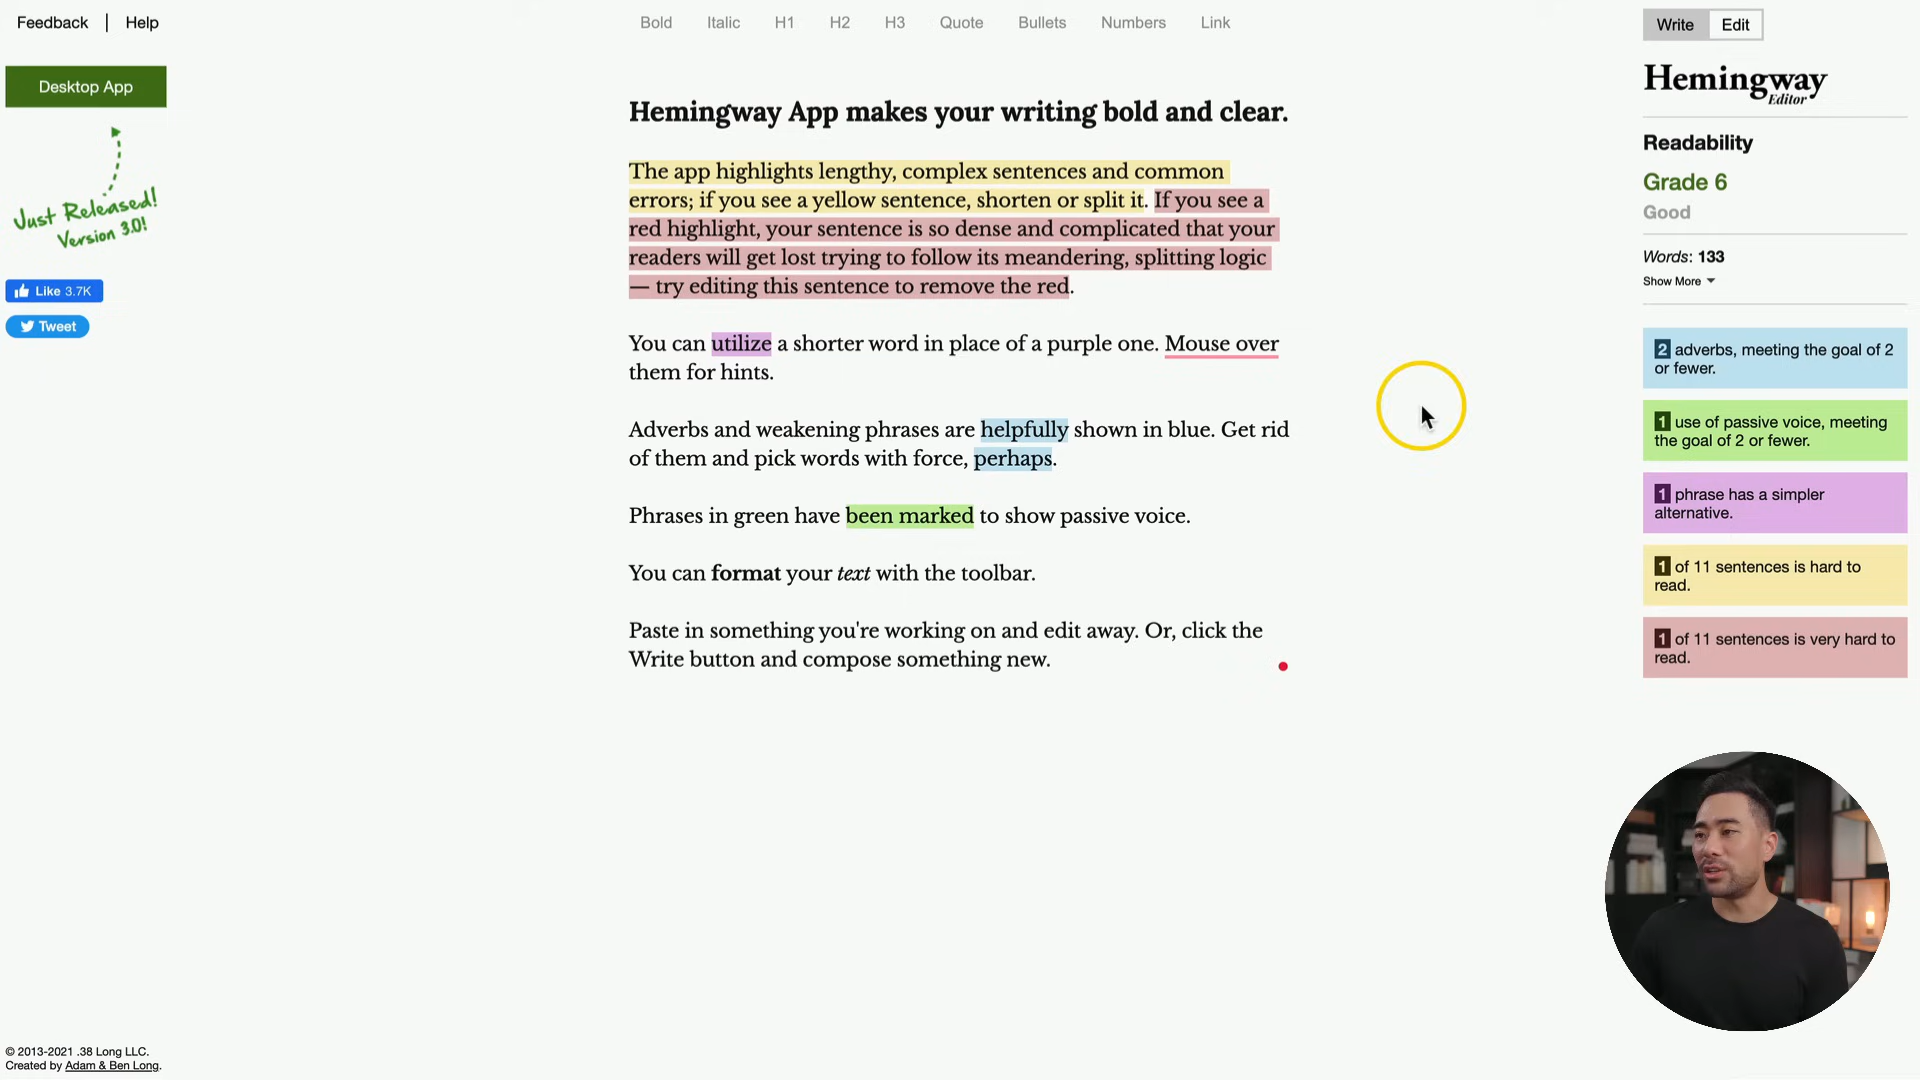 Feedback | Help
Bold Italic H1 H2 H3 Quote Bullets Numbers Link
Write Edit
Desktop App
Just Released!
Version 3.0!
Like 3.7K
Tweet
Hemingway App makes your writing bold and clear.
The app highlights lengthy, complex sentences and common
errors; if you see a yellow sentence, shorten or split it. If you see a
red highlight, your sentence is so dense and complicated that your
readers will get lost trying to follow its meandering, splitting logic
— try editing this sentence to remove the red.
You can utilize a shorter word in place of a purple one. Mouse over
them for hints.
Adverbs and weakening phrases are helpfully shown in blue. Get rid
of them and pick words with force, perhaps.
Phrases in green have been marked to show passive voice.
You can format your text with the toolbar.
Paste in something you're working on and edit away. Or, click the
Write button and compose something new.
Hemingway
Editor
Readability
Grade 6
Good
Words: 133
Show More
2 adverbs, meeting the goal of 2
or fewer.
1 use of passive voice, meeting
the goal of 2 or fewer.
1 phrase has a simpler
alternative.
1 of 11 sentences is hard to
read.
1 of 11 sentences is very hard to
read.
© 2013-2021 .38 Long LLC.
Created by Adam & Ben Long.